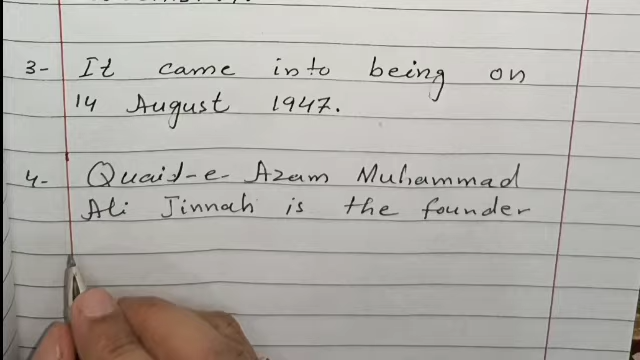 3- It came into being on
14 August 1947.
4- Quaid-e-Azam Muhammad
Ali Jinnah is the founder